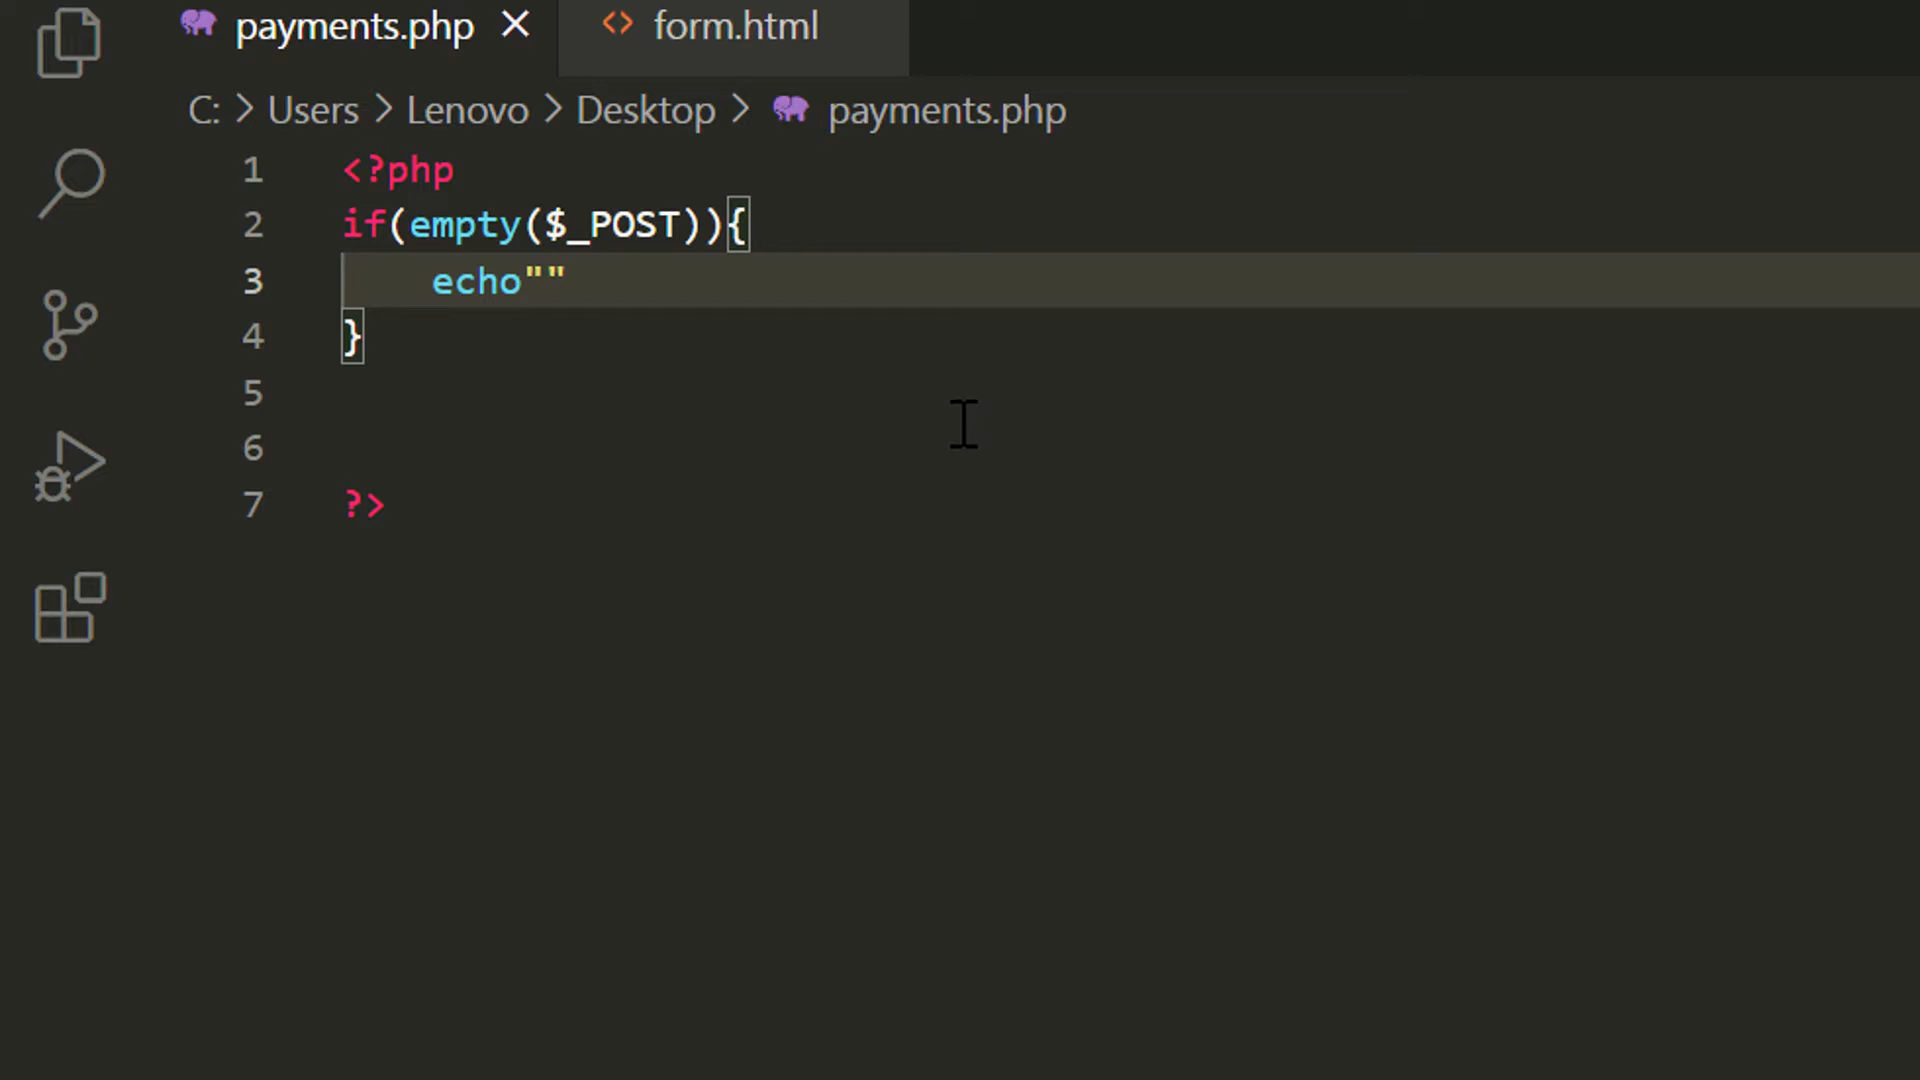 payments.php
form.html
C: > Users > Lenovo > Desktop > payments.php
1 <?php
2 if(empty($_POST)){
3 echo""
4 }
5
6
7 ?>